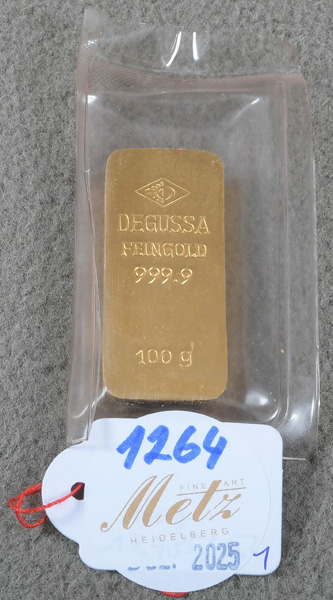 DEGUSSA
FEINGOLD
999.9
100 g
1264
FINE ART
Metz
HEIDELBERG
2025 1